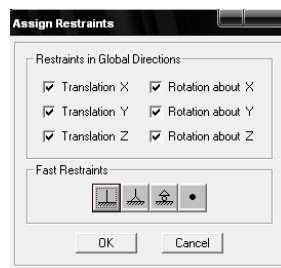 Assign Restraints
Restraints in Global Directions
Translation X Rotation about X
Translation Y Rotation about Y
Translation Z Rotation about Z
Fast Restraints
OK Cancel